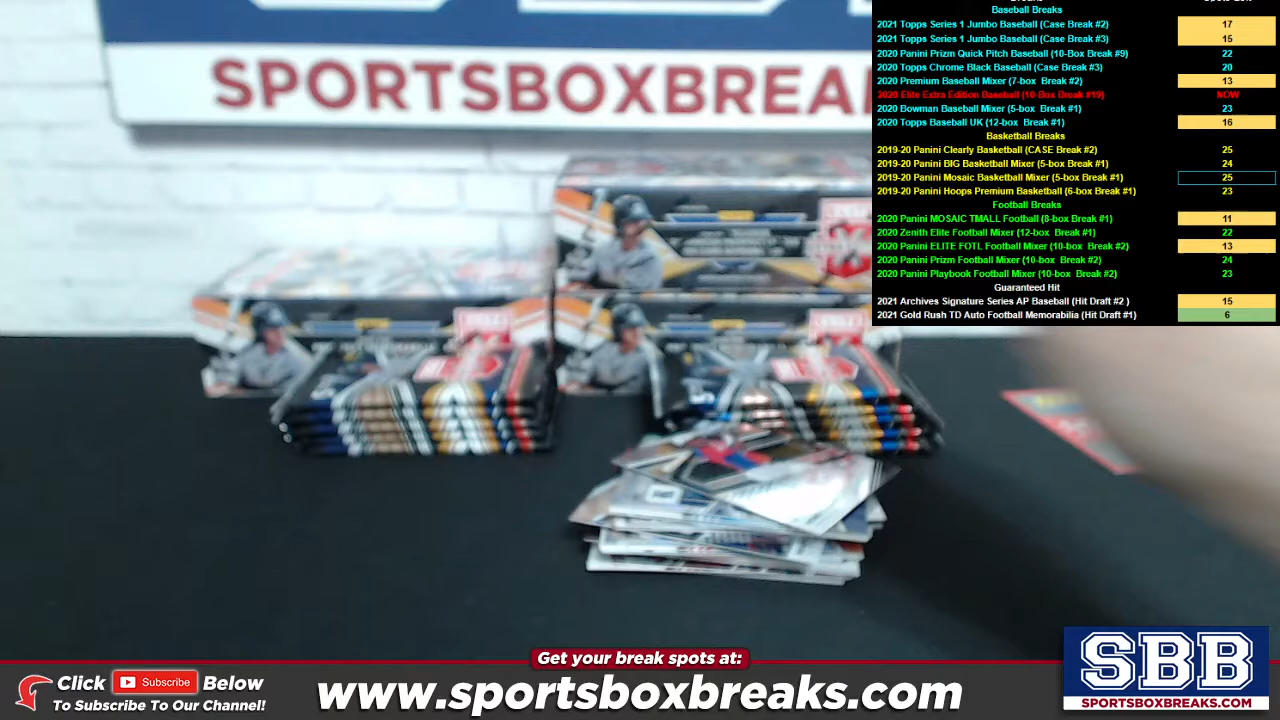 SPORTSBOXBREA
Baseball Breaks
2021 Topps Series 1 Jumbo Baseball (Case Break #2) 17
2021 Topps Series 1 Jumbo Baseball (Case Break #3) 15
2020 Panini Prizm Quick Pitch Baseball (10-Box Break #9) 22
2020 Topps Chrome Black Baseball (Case Break #3) 20
2020 Premium Baseball Mixer (7-box Break #2) 13
2020 Elite Extra Edition Baseball (10-Box Break #19) NOW
2020 Bowman Baseball Mixer (5-box Break #1) 23
2020 Topps Baseball UK (12-box Break #1) 16
Basketball Breaks
2019-20 Panini Clearly Basketball (CASE Break #2) 25
2019-20 Panini BIG Basketball Mixer (5-box Break #1) 24
2019-20 Panini Mosaic Basketball Mixer (5-box Break #1) 25
2019-20 Panini Hoops Premium Basketball (6-box Break #1) 23
Football Breaks
2020 Panini MOSAIC TMALL Football (8-box Break #1) 11
2020 Zenith Elite Football Mixer (12-box Break #1) 22
2020 Panini ELITE FOTL Football Mixer (10-box Break #2) 13
2020 Panini Prizm Football Mixer (10-box Break #2) 24
2020 Panini Playbook Football Mixer (10-box Break #2) 23
Guaranteed Hit
2021 Archives Signature Series AP Baseball (Hit Draft #2 ) 15
2021 Gold Rush TD Auto Football Memorabilia (Hit Draft #1) 6
Get your break spots at:
Click Subscribe Below
To Subscribe To Our Channel!
www.sportsboxbreaks.com
SBB
SPORTSBOXBREAKS.COM